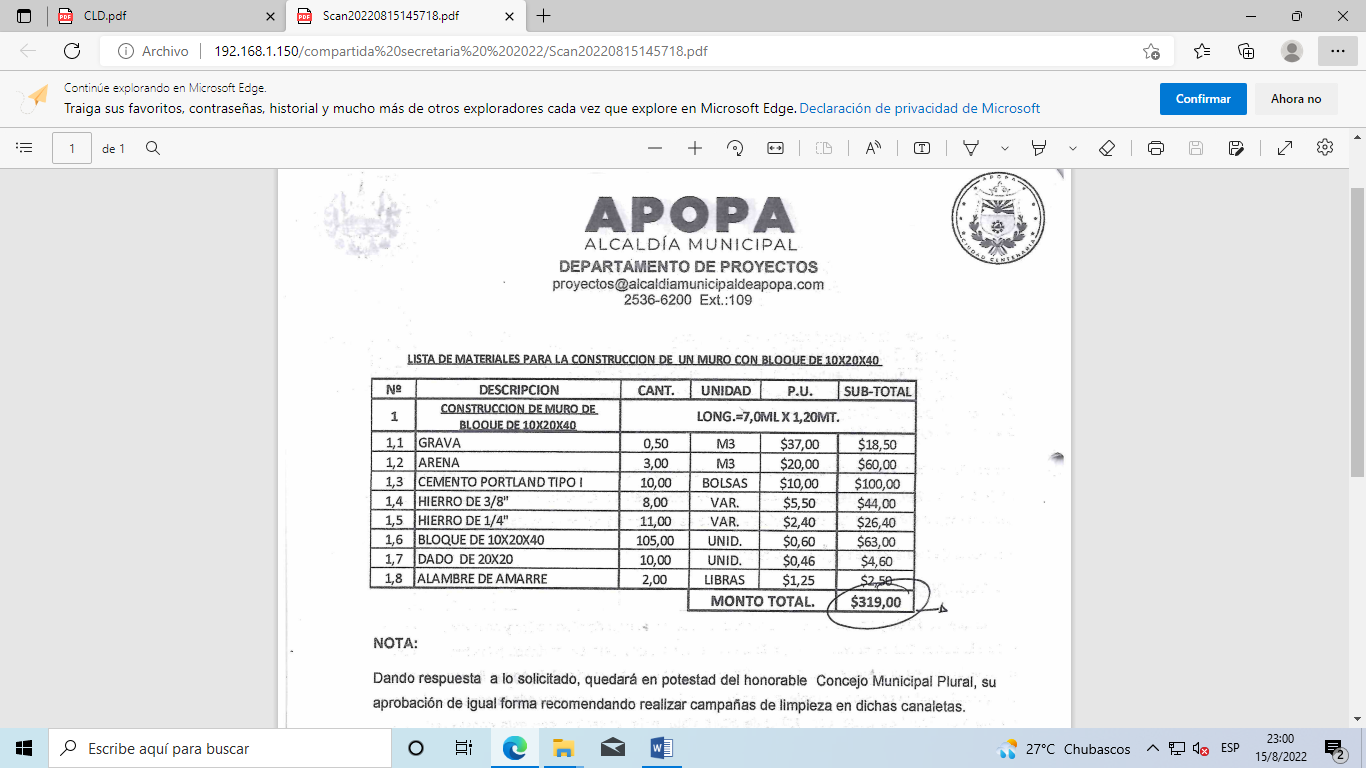 CLD.pdf
Scan20220815145718.pdf
Archivo
192.168.1.150/compartida%20secretaria%20%202022/Scan20220815145718.pdf
Continúe explorando en Microsoft Edge.
Traiga sus favoritos, contraseñas, historial y mucho más de otros exploradores cada vez que explore en Microsoft Edge. Declaración de privacidad de Microsoft
Confirmar
Ahora no
1 de 1
APOPA
ALCALDÍA MUNICIPAL
DEPARTAMENTO DE PROYECTOS
proyectos@alcaldiamunicipaldeapopa.com
2536-6200 Ext.:109
APOPA
CIUDAD CENTENARIA
LISTA DE MATERIALES PARA LA CONSTRUCCION DE UN MURO CON BLOQUE DE 10X20X40
Nº DESCRIPCION CANT. UNIDAD P.U. SUB-TOTAL
1 CONSTRUCCION DE MURO DE BLOQUE DE 10X20X40 LONG.=7,0ML X 1,20MT.
1,1 GRAVA 0,50 M3 $37,00 $18,50
1,2 ARENA 3,00 M3 $20,00 $60,00
1,3 CEMENTO PORTLAND TIPO I 10,00 BOLSAS $10,00 $100,00
1,4 HIERRO DE 3/8" 8,00 VAR. $5,50 $44,00
1,5 HIERRO DE 1/4" 11,00 VAR. $2,40 $26,40
1,6 BLOQUE DE 10X20X40 105,00 UNID. $0,60 $63,00
1,7 DADO DE 20X20 10,00 UNID. $0,46 $4,60
1,8 ALAMBRE DE AMARRE 2,00 LIBRAS $1,25 $2,50
MONTO TOTAL. $319,00
NOTA:
Dando respuesta a lo solicitado, quedará en potestad del honorable Concejo Municipal Plural, su
aprobación de igual forma recomendando realizar campañas de limpieza en dichas canaletas.
Escribe aquí para buscar
27°C Chubascos
ESP
23:00
15/8/2022
2